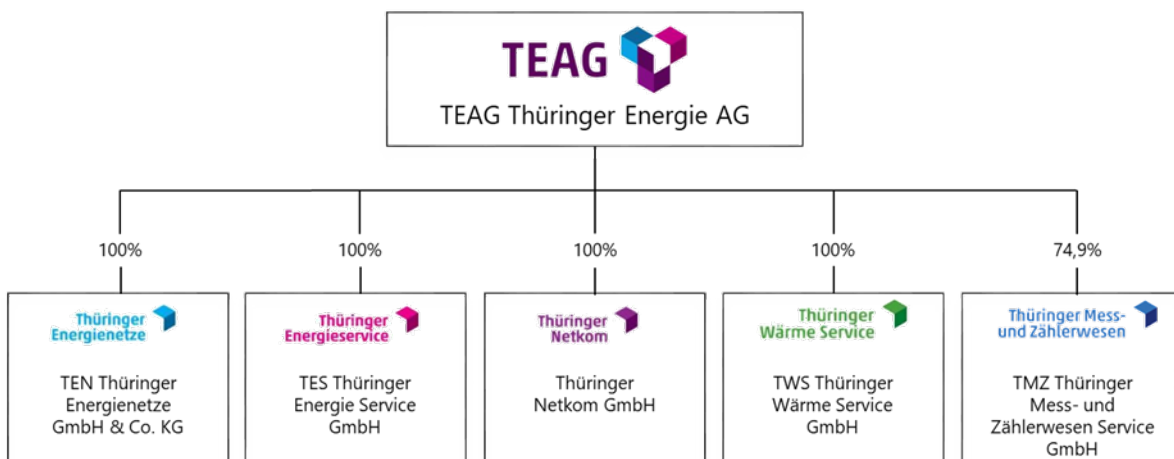 TEAG
TEAG Thüringer Energie AG
100%
100%
100%
100%
74,9%
Thüringer
Energienetze
TEN Thüringer
Energienetze
GmbH & Co. KG
Thüringer
Energieservice
TES Thüringer
Energie Service
GmbH
Thüringer
Netkom
Thüringer
Netkom GmbH
Thüringer
Wärme Service
TWS Thüringer
Wärme Service
GmbH
Thüringer Mess-
und Zählerwesen
TMZ Thüringer
Mess- und
Zählerwesen Service
GmbH